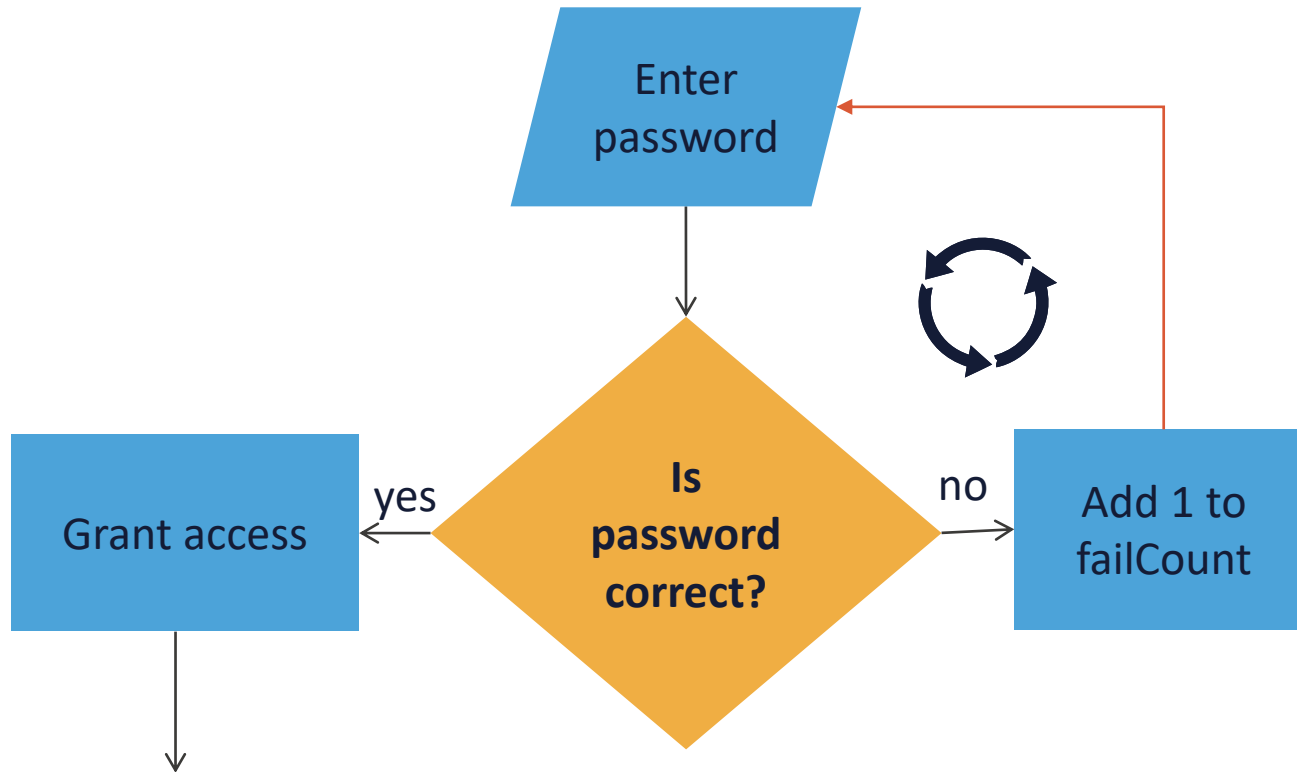 Enter
password
Is
password
correct?
yes
no
Grant access
Add 1 to
failCount